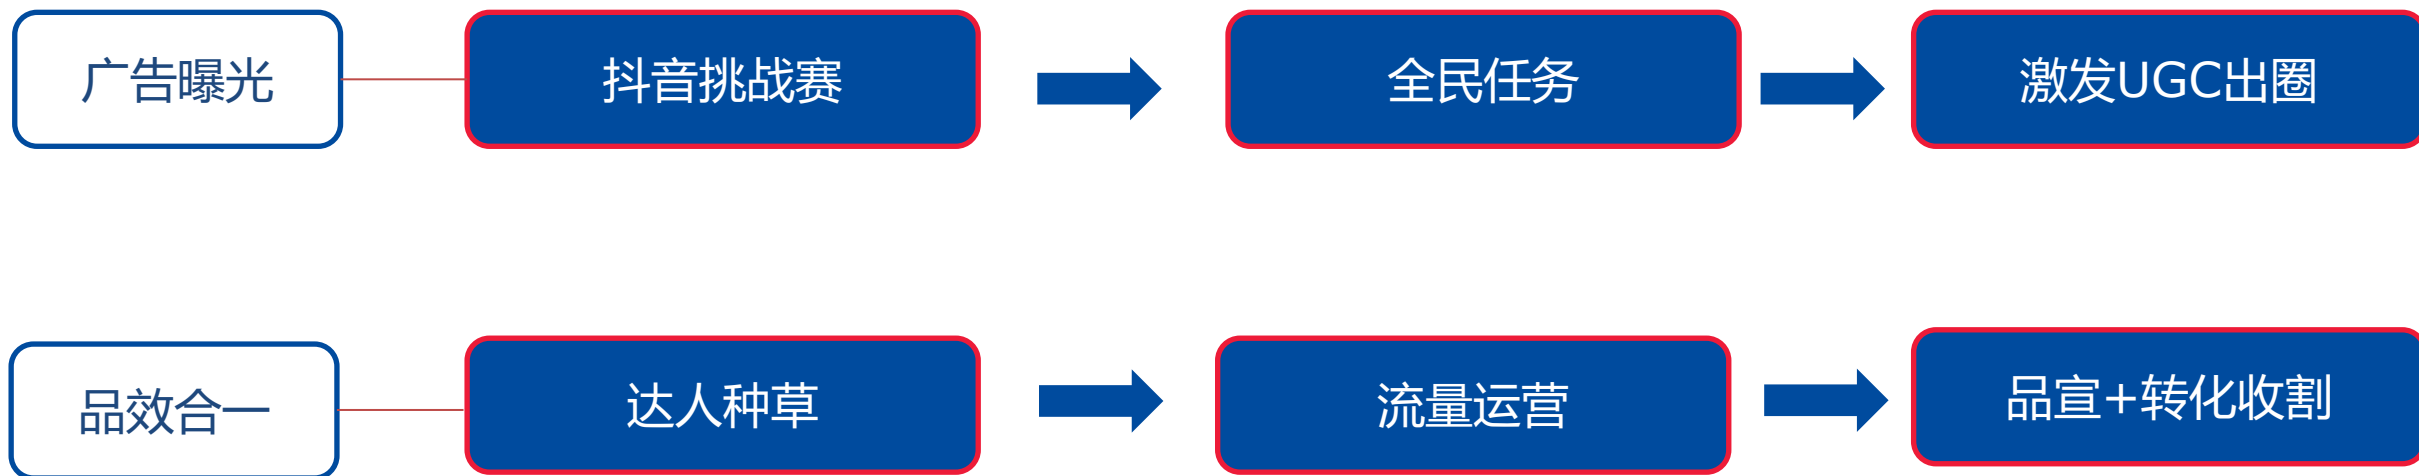 广告曝光
抖音挑战赛
全民任务
激发UGC出圈
品效合一
达人种草
流量运营
品宣+转化收割